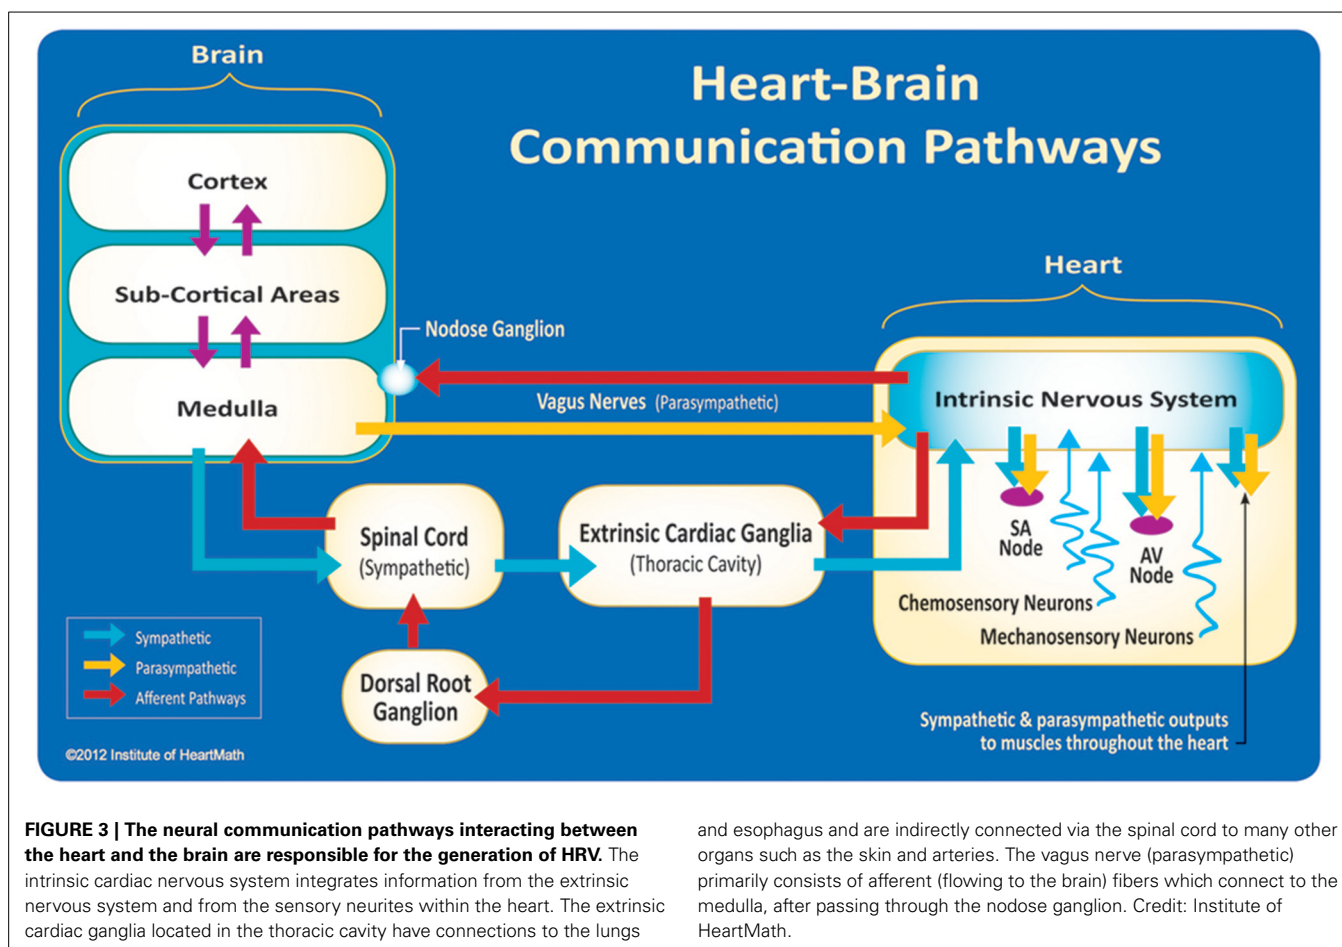 Brain
Heart-Brain
Communication Pathways
Cortex
Sub-Cortical Areas
Medulla
Nodose Ganglion
Vagus Nerves (Parasympathetic)
Heart
Intrinsic Nervous System
SA
Node
AV
Node
Chemosensory Neurons
Mechanosensory Neurons
Spinal Cord
(Sympathetic)
Extrinsic Cardiac Ganglia
(Thoracic Cavity)
Dorsal Root
Ganglion
Sympathetic
Parasympathetic
Afferent Pathways
Sympathetic & parasympathetic outputs
to muscles throughout the heart
©2012 Institute of HeartMath
FIGURE 3 | The neural communication pathways interacting between
the heart and the brain are responsible for the generation of HRV. The
intrinsic cardiac nervous system integrates information from the extrinsic
nervous system and from the sensory neurites within the heart. The extrinsic
cardiac ganglia located in the thoracic cavity have connections to the lungs
and esophagus and are indirectly connected via the spinal cord to many other
organs such as the skin and arteries. The vagus nerve (parasympathetic)
primarily consists of afferent (flowing to the brain) fibers which connect to the
medulla, after passing through the nodose ganglion. Credit: Institute of
HeartMath.